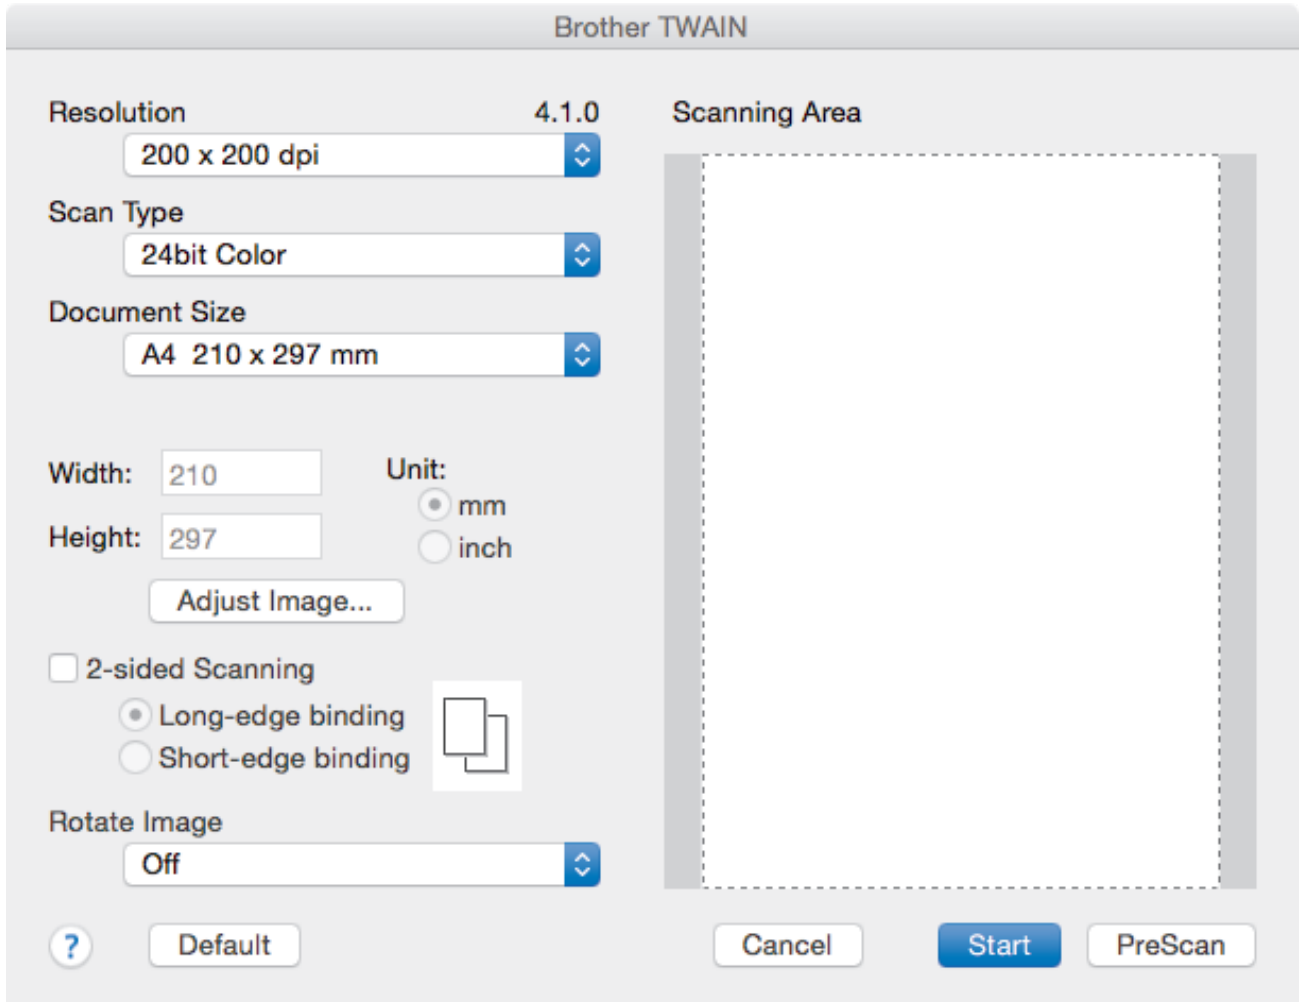 Brother TWAIN
Resolution 4.1.0
200 x 200 dpi
Scan Type
24bit Color
Document Size
A4 210 x 297 mm
Width: 210
Height: 297
Unit:
mm
inch
Adjust Image...
2-sided Scanning
Long-edge binding
Short-edge binding
Rotate Image
Off
? Default
Scanning Area
Cancel Start PreScan